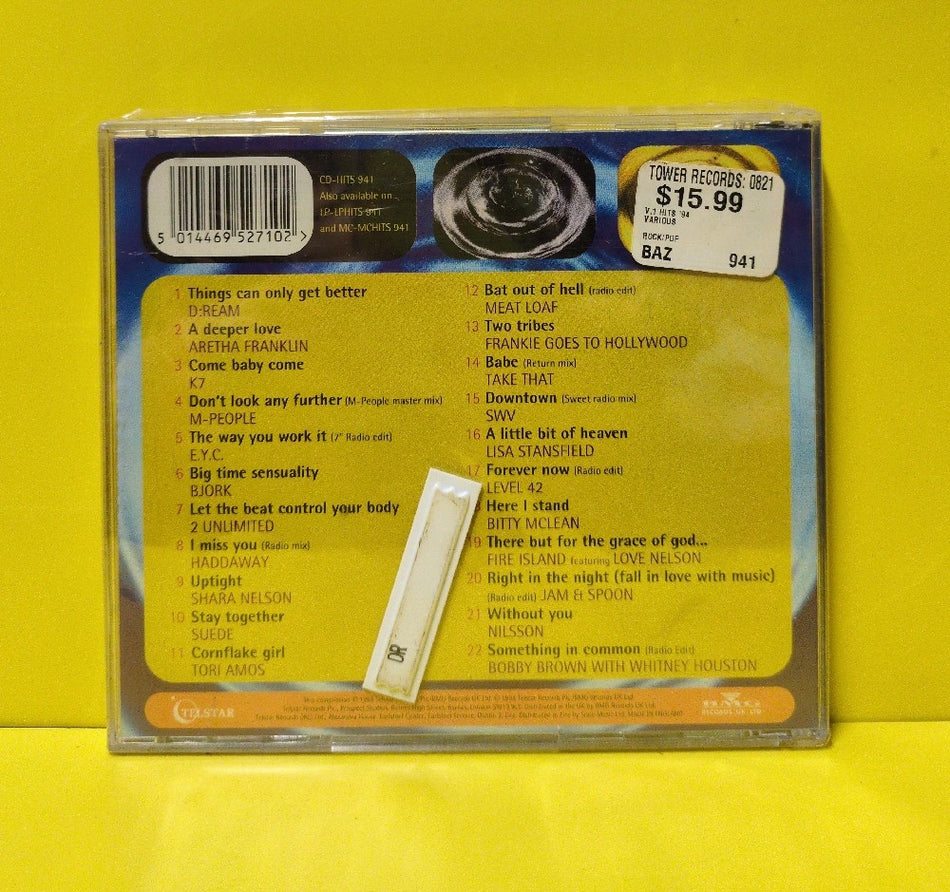 5 014469 527102 >
CD-HITS 941
Also available on...
LP-LPHITS 941
and MC-MCHITS 941
TOWER RECORDS: 0821
$15.99
V.1 HITS '94
VARIOUS
ROCK/POP
BAZ 941
1 Things can only get better
D:REAM
2 A deeper love
ARETHA FRANKLIN
3 Come baby come
K7
4 Don't look any further (M-People master mix)
M-PEOPLE
5 The way you work it (7" Radio edit)
E.Y.C.
6 Big time sensuality
BJORK
7 Let the beat control your body
2 UNLIMITED
8 I miss you (Radio mix)
HADDAWAY
9 Uptight
SHARA NELSON
10 Stay together
SUEDE
11 Cornflake girl
TORI AMOS
12 Bat out of hell (radio edit)
MEAT LOAF
13 Two tribes
FRANKIE GOES TO HOLLYWOOD
14 Babe (Return mix)
TAKE THAT
15 Downtown (Sweet radio mix)
SWV
16 A little bit of heaven
LISA STANSFIELD
17 Forever now (Radio edit)
LEVEL 42
8 Here I stand
BITTY MCLEAN
19 There but for the grace of god...
FIRE ISLAND featuring LOVE NELSON
20 Right in the night (fall in love with music)
(Radio edit) JAM & SPOON
21 Without you
NILSSON
22 Something in common (Radio Edit)
BOBBY BROWN WITH WHITNEY HOUSTON
DR
TELSTAR
BMG
RECORDS UK LTD